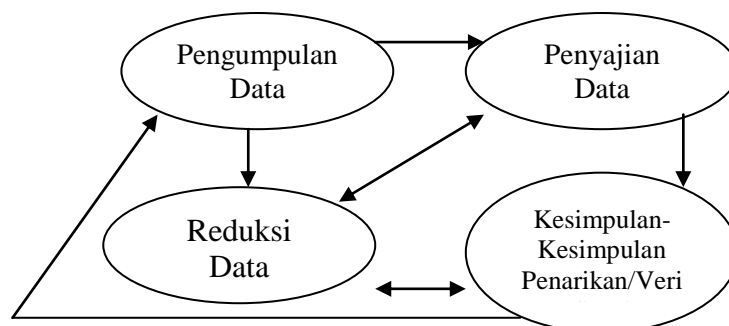 Pengumpulan
Data
Penyajian
Data
Reduksi
Data
Kesimpulan-
Kesimpulan
Penarikan/Veri